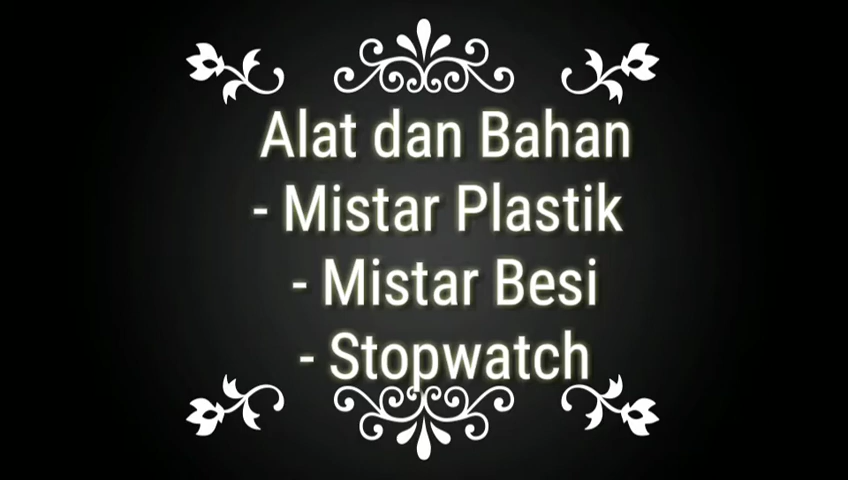 Alat dan Bahan
- Mistar Plastik
- Mistar Besi
- Stopwatch